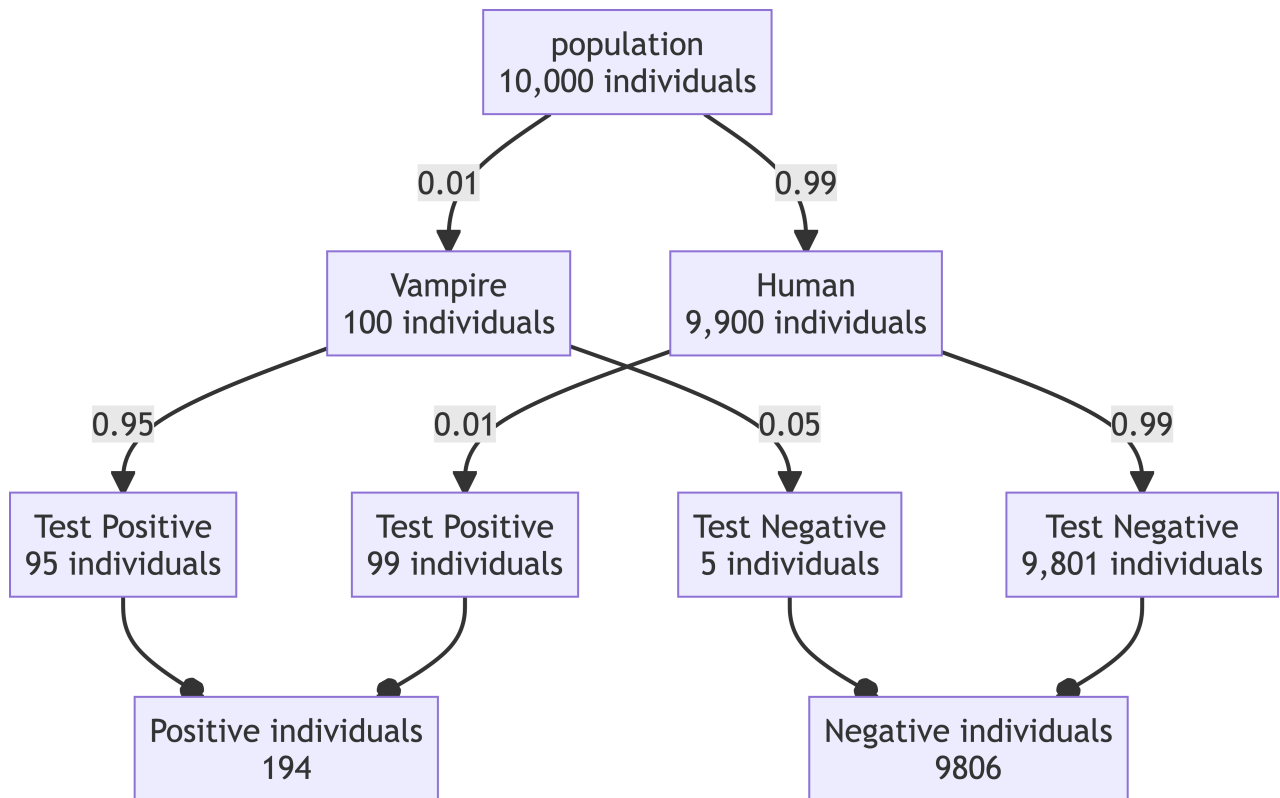 population
10,000 individuals
0.01
0.99
Vampire
100 individuals
Human
9,900 individuals
0.95
0.01
0.05
0.99
Test Positive
95 individuals
Test Positive
99 individuals
Test Negative
5 individuals
Test Negative
9,801 individuals
Positive individuals
194
Negative individuals
9806